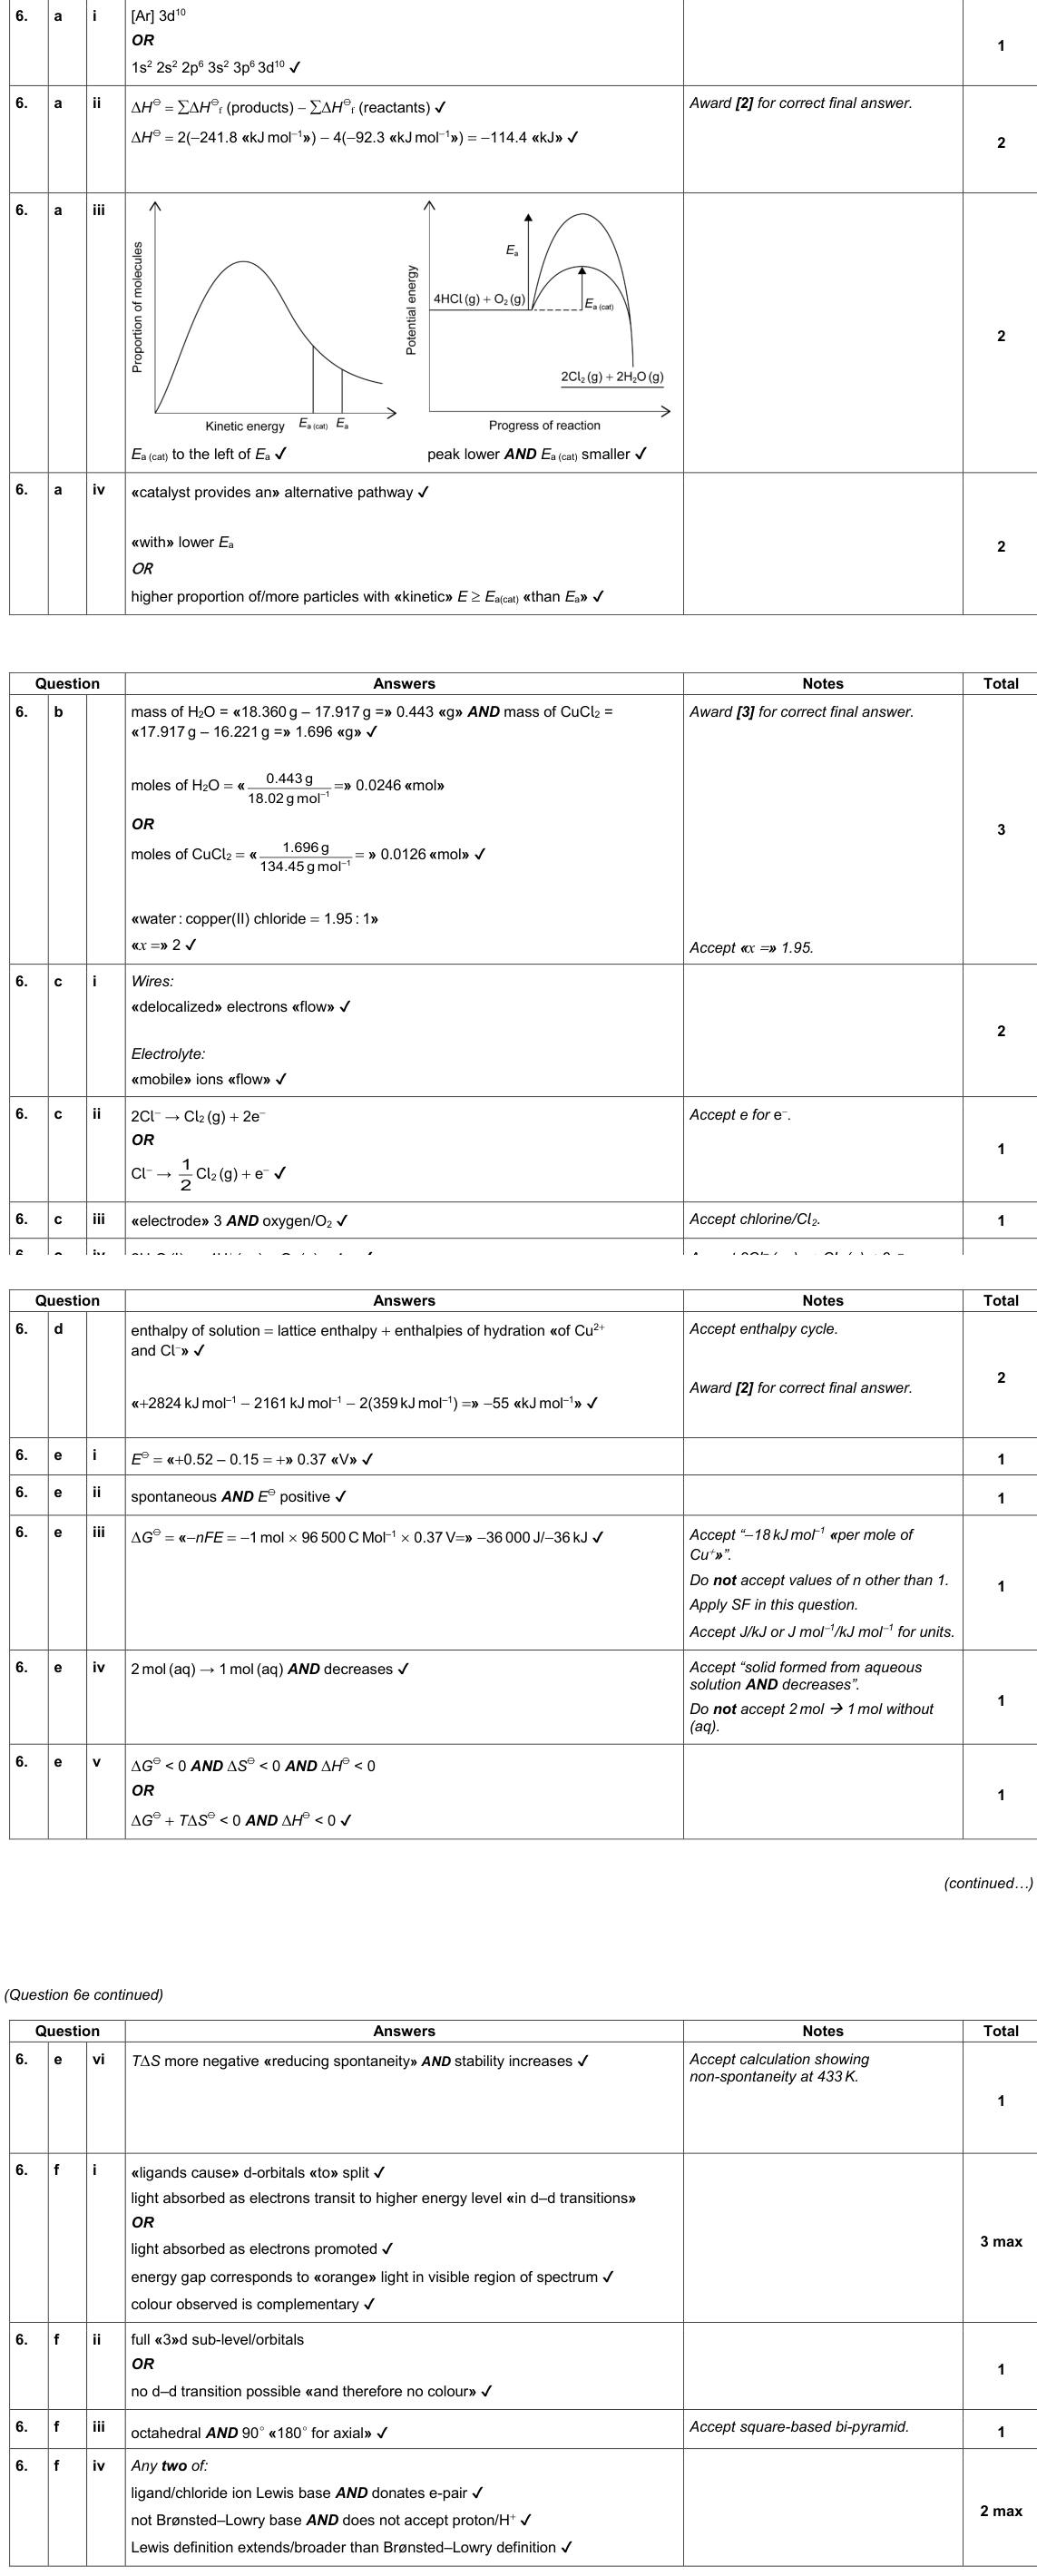 6. a i [Ar] 3d¹⁰
OR
1s² 2s² 2p⁶ 3s² 3p⁶ 3d¹⁰ ✓
1
6. a ii ΔH⦵ = ∑ΔH⦵f (products) − ∑ΔH⦵f (reactants) ✓
Award [2] for correct final answer.
ΔH⦵ = 2(−241.8 «kJ mol⁻¹») − 4(−92.3 «kJ mol⁻¹») = −114.4 «kJ» ✓
2
6. a iii
Proportion of molecules
Kinetic energy Ea (cat) Ea
Potential energy
Ea
4HCl (g) + O₂ (g)
Ea (cat)
2Cl₂ (g) + 2H₂O (g)
Progress of reaction
Ea (cat) to the left of Ea ✓
peak lower AND Ea (cat) smaller ✓
2
6. a iv «catalyst provides an» alternative pathway ✓
«with» lower Ea
OR
higher proportion of/more particles with «kinetic» E ≥ Ea(cat) «than Ea» ✓
2
Question Answers Notes Total
6. b mass of H₂O = «18.360 g – 17.917 g =» 0.443 «g» AND mass of CuCl₂ =
«17.917 g – 16.221 g =» 1.696 «g» ✓
Award [3] for correct final answer.
moles of H₂O = « 0.443 g / 18.02 g mol⁻¹ =» 0.0246 «mol»
OR
moles of CuCl₂ = « 1.696 g / 134.45 g mol⁻¹ = » 0.0126 «mol» ✓
3
«water : copper(II) chloride = 1.95 : 1»
«x =» 2 ✓
Accept «x =» 1.95.
6. c i Wires:
«delocalized» electrons «flow» ✓
Electrolyte:
«mobile» ions «flow» ✓
2
6. c ii 2Cl⁻ → Cl₂ (g) + 2e⁻
OR
Cl⁻ → 1/2 Cl₂ (g) + e⁻ ✓
Accept e for e⁻.
1
6. c iii «electrode» 3 AND oxygen/O₂ ✓ Accept chlorine/Cl₂. 1
Question Answers Notes Total
6. d enthalpy of solution = lattice enthalpy + enthalpies of hydration «of Cu²⁺
and Cl⁻» ✓
Accept enthalpy cycle.
«+2824 kJ mol⁻¹ – 2161 kJ mol⁻¹ – 2(359 kJ mol⁻¹) =» –55 «kJ mol⁻¹» ✓
Award [2] for correct final answer.
2
6. e i E⦵ = «+0.52 – 0.15 = +» 0.37 «V» ✓ 1
6. e ii spontaneous AND E⦵ positive ✓ 1
6. e iii ΔG⦵ = «−nFE = −1 mol × 96 500 C Mol⁻¹ × 0.37 V=» −36 000 J/−36 kJ ✓
Accept “−18 kJ mol⁻¹ «per mole of
Cu⁺»”.
Do not accept values of n other than 1.
Apply SF in this question.
Accept J/kJ or J mol⁻¹/kJ mol⁻¹ for units.
1
6. e iv 2 mol (aq) → 1 mol (aq) AND decreases ✓
Accept “solid formed from aqueous
solution AND decreases”.
Do not accept 2 mol → 1 mol without
(aq).
1
6. e v ΔG⦵ < 0 AND ΔS⦵ < 0 AND ΔH⦵ < 0
OR
ΔG⦵ + TΔS⦵ < 0 AND ΔH⦵ < 0 ✓
1
(continued…)
(Question 6e continued)
Question Answers Notes Total
6. e vi TΔS more negative «reducing spontaneity» AND stability increases ✓
Accept calculation showing
non-spontaneity at 433 K.
1
6. f i «ligands cause» d-orbitals «to» split ✓
light absorbed as electrons transit to higher energy level «in d–d transitions»
OR
light absorbed as electrons promoted ✓
energy gap corresponds to «orange» light in visible region of spectrum ✓
colour observed is complementary ✓
3 max
6. f ii full «3»d sub-level/orbitals
OR
no d–d transition possible «and therefore no colour» ✓
1
6. f iii octahedral AND 90° «180° for axial» ✓ Accept square-based bi-pyramid. 1
6. f iv Any two of:
ligand/chloride ion Lewis base AND donates e-pair ✓
not Brønsted–Lowry base AND does not accept proton/H⁺ ✓
Lewis definition extends/broader than Brønsted–Lowry definition ✓
2 max